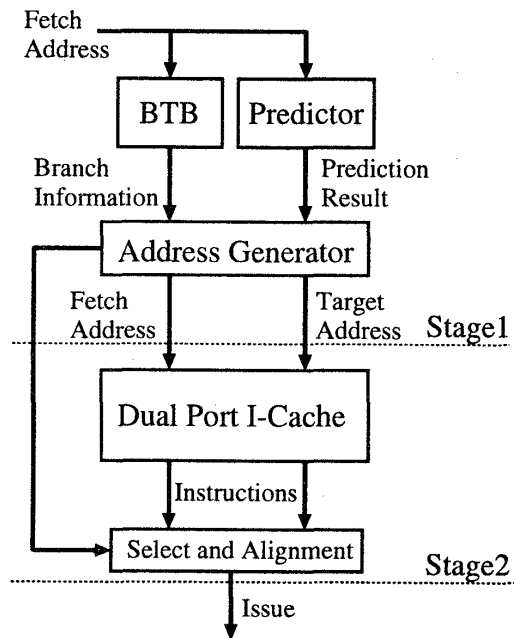 Fetch
Address
BTB
Predictor
Branch
Information
Prediction
Result
Address Generator
Fetch
Address
Target
Address
Stage1
Dual Port I-Cache
Instructions
Select and Alignment
Stage2
Issue